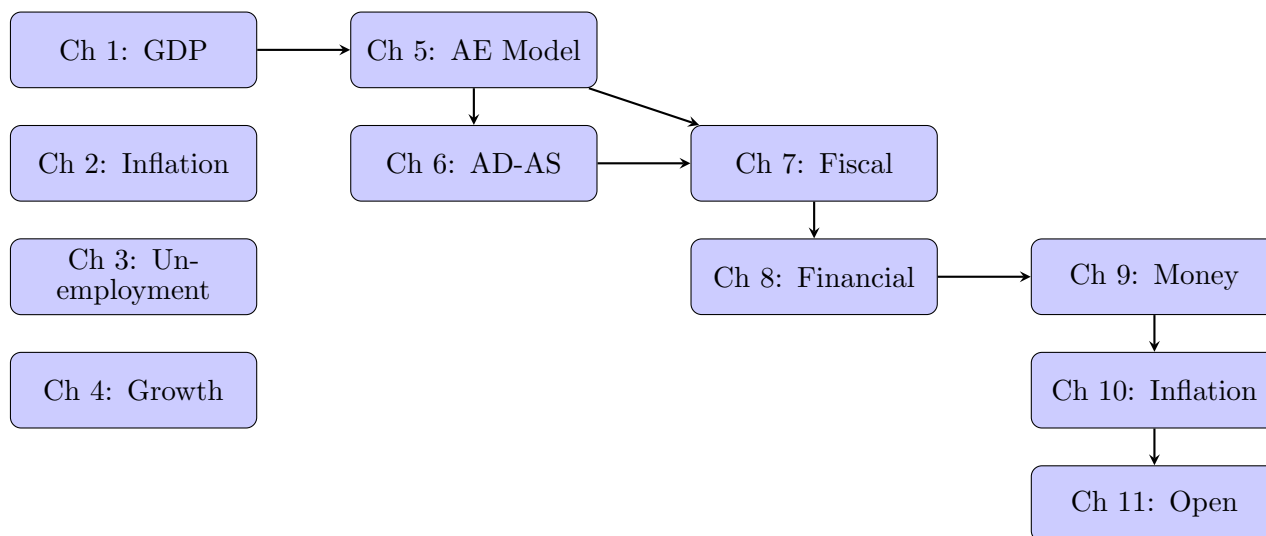 Ch 1: GDP
Ch 5: AE Model
Ch 2: Inflation
Ch 6: AD-AS
Ch 7: Fiscal
Ch 3: Un-
employment
Ch 8: Financial
Ch 9: Money
Ch 4: Growth
Ch 10: Inflation
Ch 11: Open